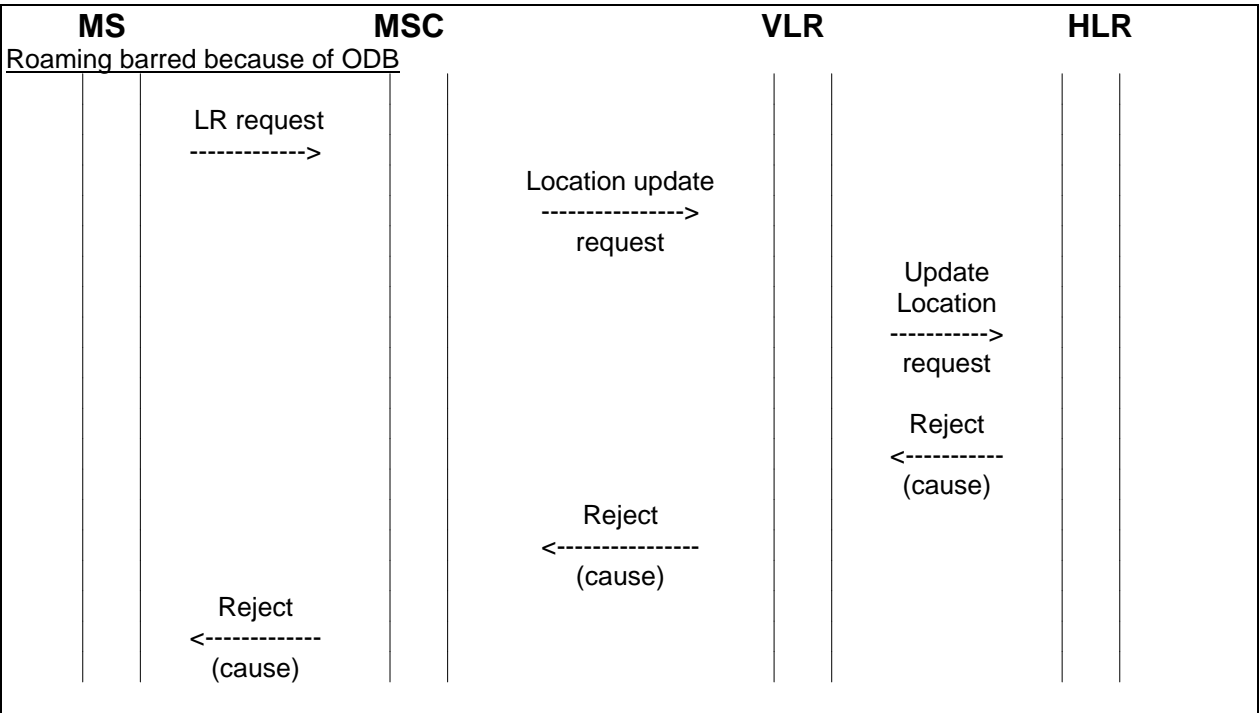 MS MSC VLR HLR
Roaming barred because of ODB
LR request
------------->
Location update
---------------->
request
Update
Location
----------->
request
Reject
<-----------
(cause)
Reject
<----------------
(cause)
Reject
<-------------
(cause)